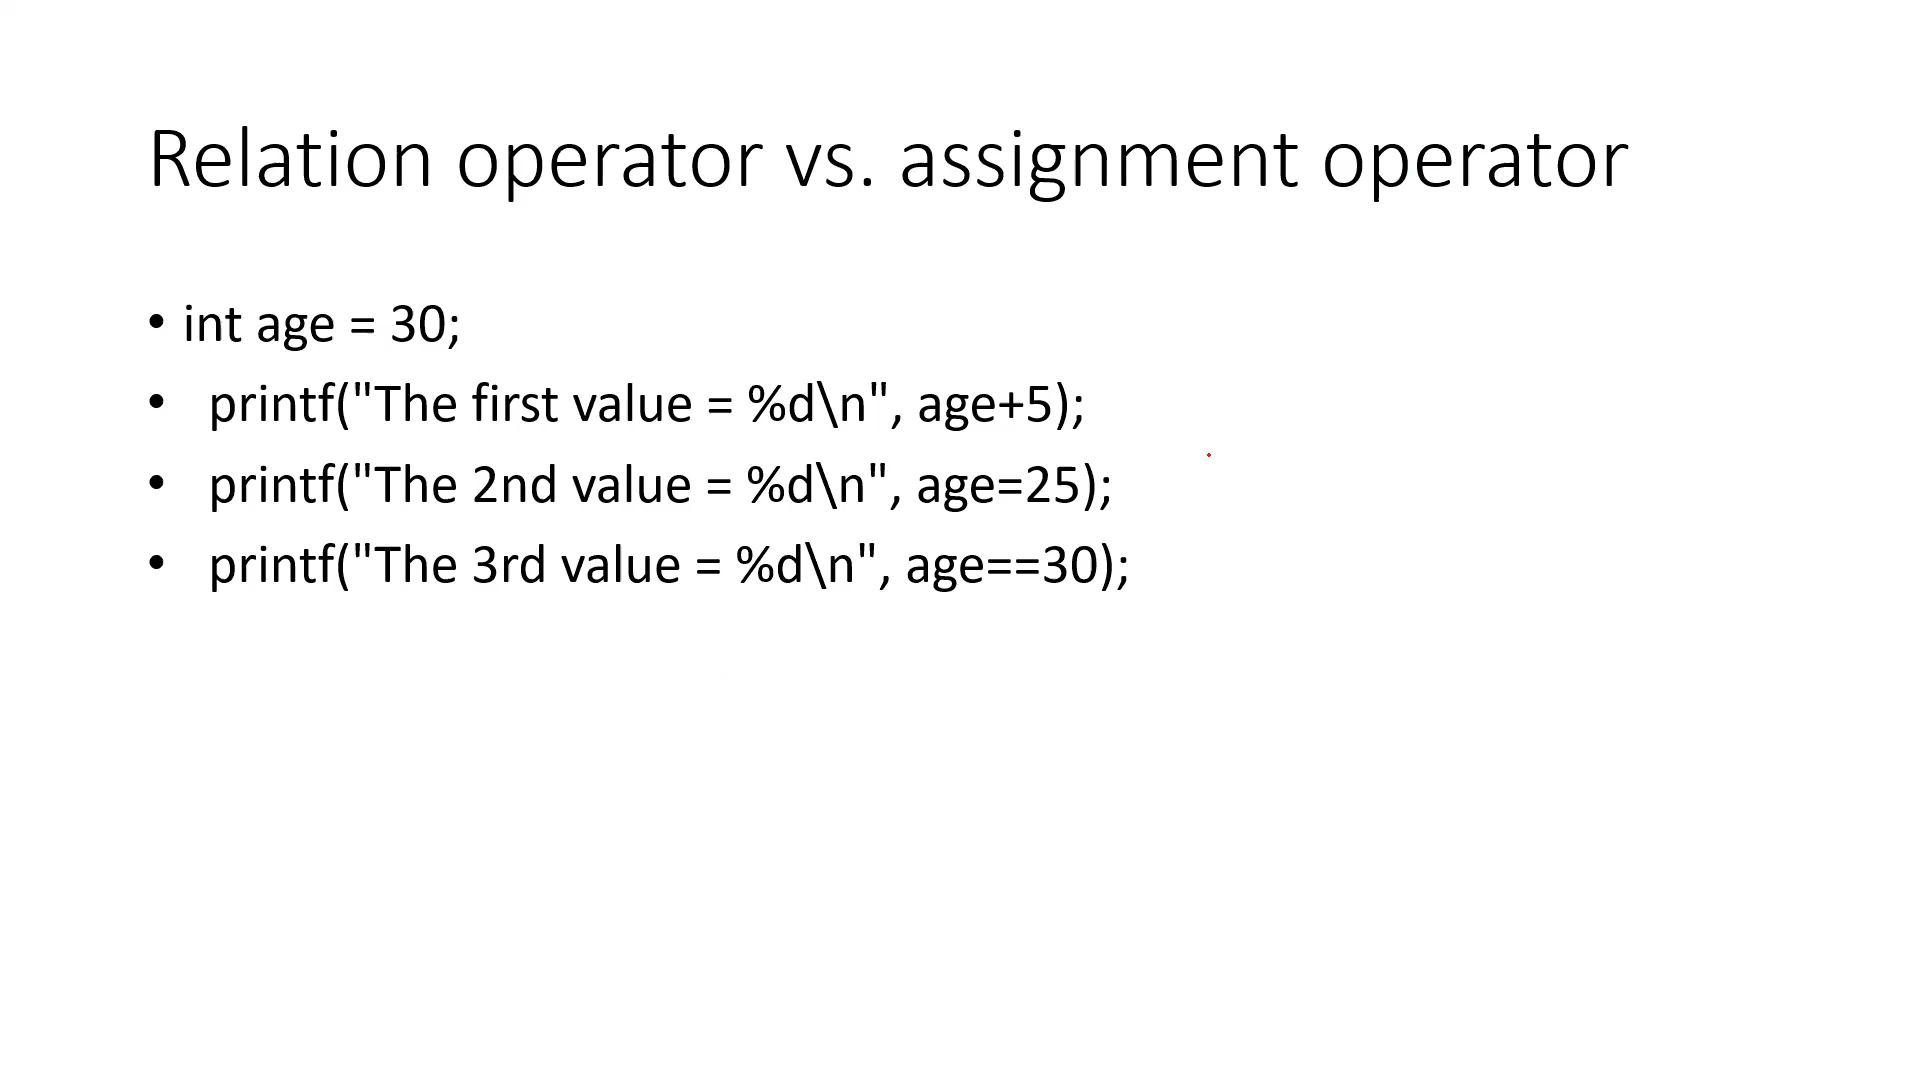 Relation operator vs. assignment operator
• int age = 30;
• printf("The first value = %d\n", age+5);
• printf("The 2nd value = %d\n", age=25);
• printf("The 3rd value = %d\n", age==30);